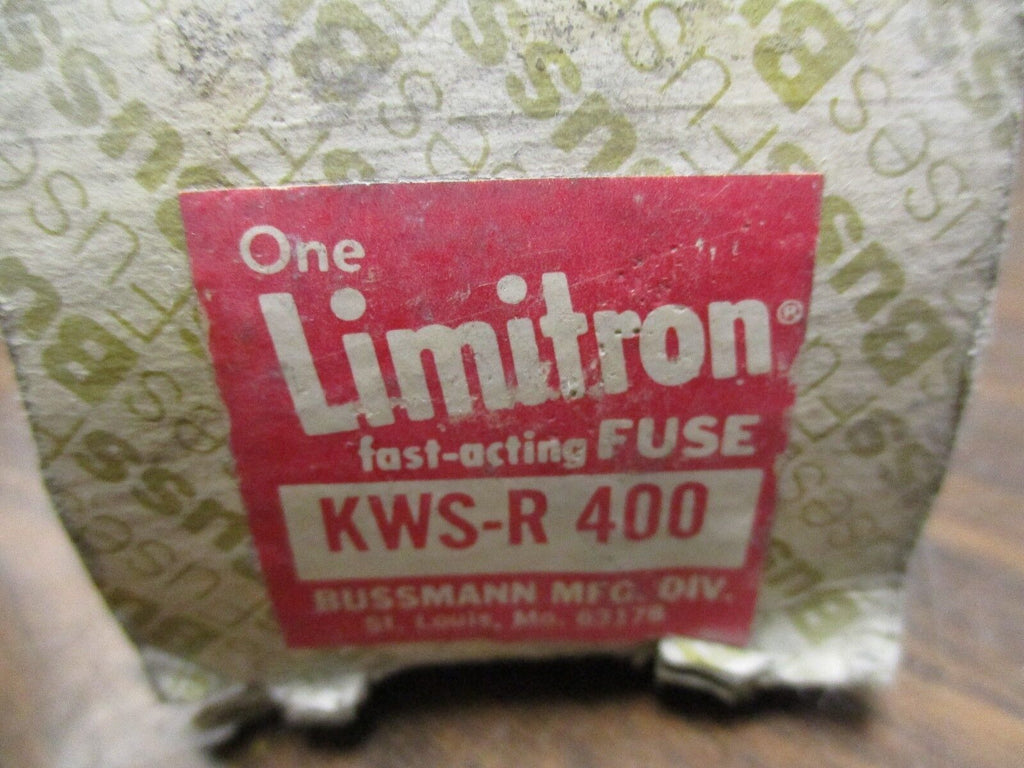 One
Limitron®
fast-acting FUSE
KWS-R 400
BUSSMANN MFG. DIV.
St. Louis, Mo. 63178